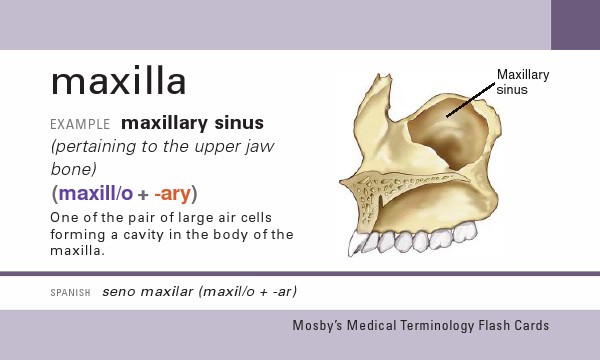 maxilla
Maxillary
sinus
EXAMPLE maxillary sinus
(pertaining to the upper jaw
bone)
(maxill/o + -ary)
One of the pair of large air cells
forming a cavity in the body of the
maxilla.
SPANISH seno maxilar (maxil/o + -ar)
Mosby's Medical Terminology Flash Cards